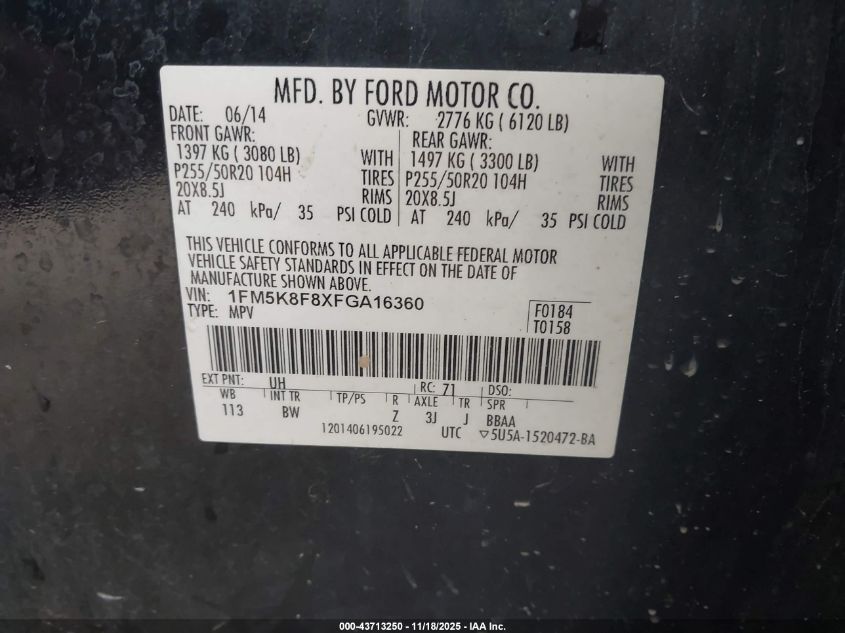 MFD. BY FORD MOTOR CO.
DATE: 06/14 GVWR: 2776 KG ( 6120 LB)
FRONT GAWR: REAR GAWR:
1397 KG ( 3080 LB) WITH 1497 KG ( 3300 LB) WITH
P255/50R20 104H TIRES P255/50R20 104H TIRES
20X8.5J RIMS 20X8.5J RIMS
AT 240 kPa/ 35 PSI COLD AT 240 kPa/ 35 PSI COLD
THIS VEHICLE CONFORMS TO ALL APPLICABLE FEDERAL MOTOR
VEHICLE SAFETY STANDARDS IN EFFECT ON THE DATE OF
MANUFACTURE SHOWN ABOVE.
VIN: 1FM5K8F8XFGA16360 F0184
TYPE: MPV T0158
EXT PNT: UH RC: 71 DSO:
WB INT TR TP/PS R AXLE TR SPR
113 BW Z 3J J BBAA
1201406195022 UTC ▽5U5A-1520472-BA
000-43713250 - 11/18/2025 - IAA Inc.